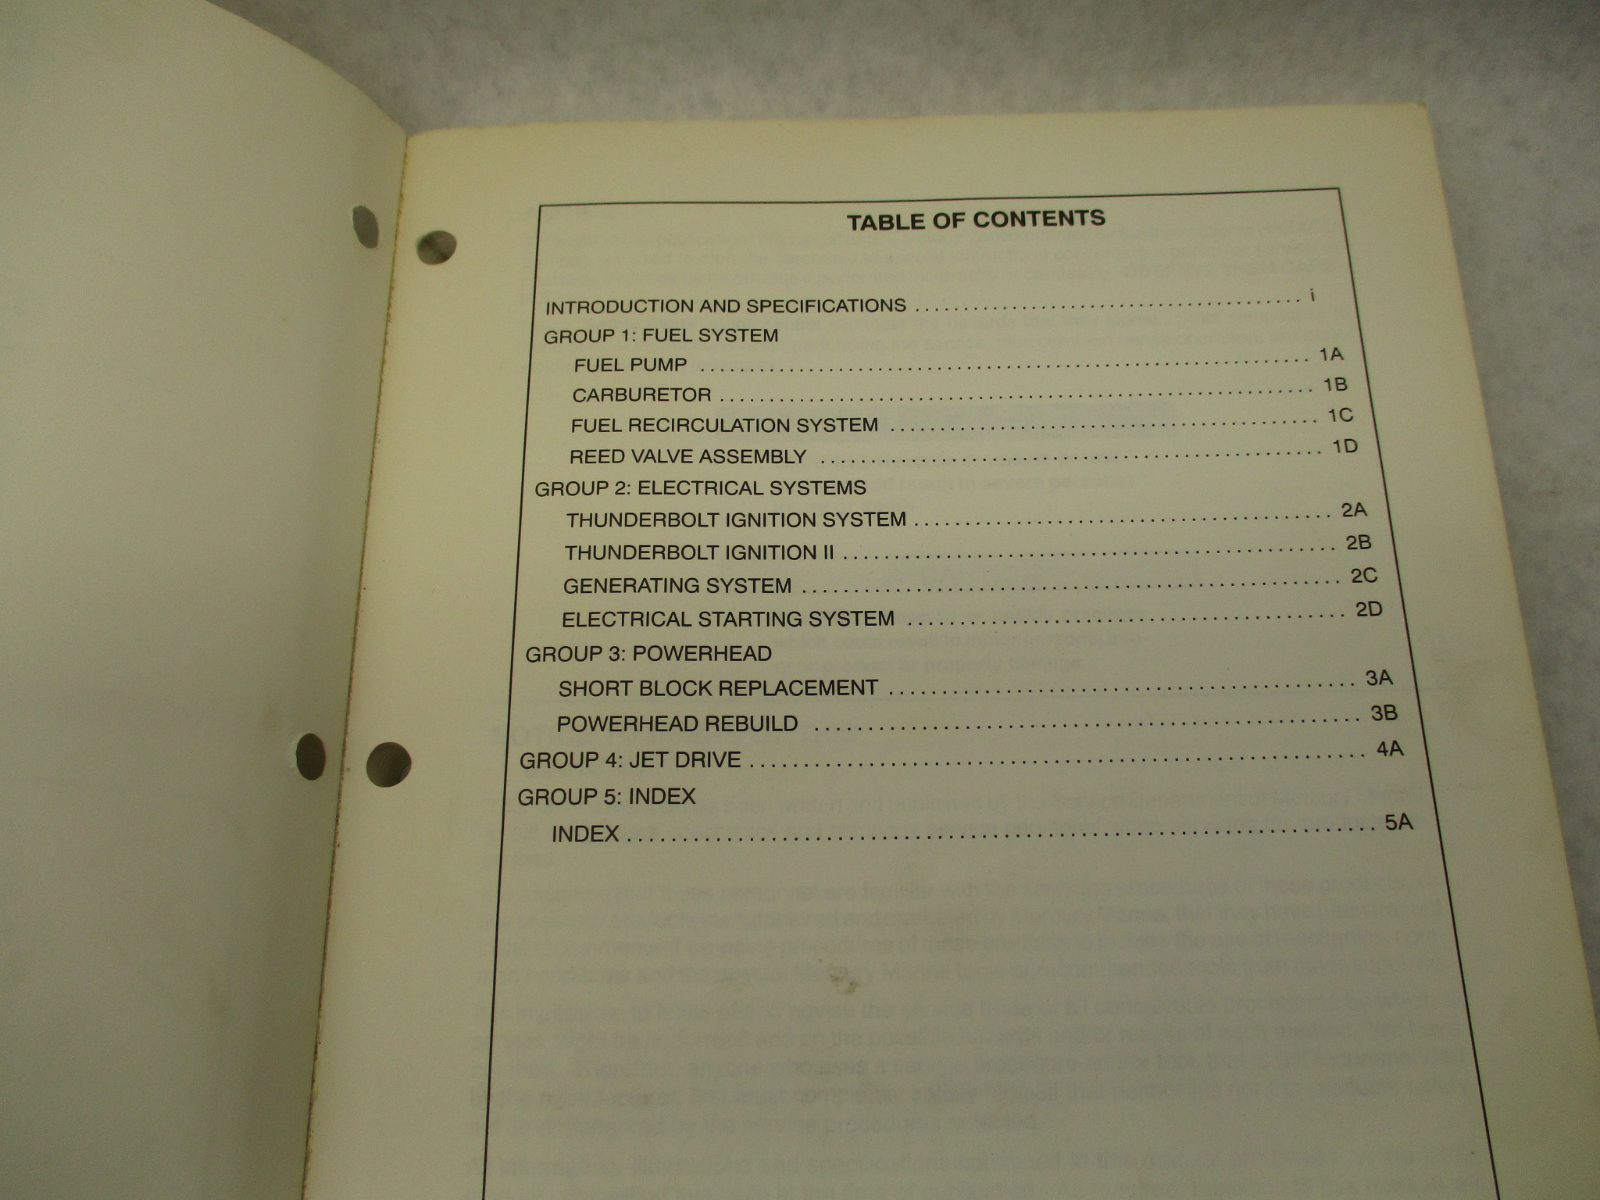 TABLE OF CONTENTS
INTRODUCTION AND SPECIFICATIONS . . . . . . . . . . . . . . . . . . . . . . . . . . . . . . . . . . . . . . . . i
GROUP 1: FUEL SYSTEM
FUEL PUMP . . . . . . . . . . . . . . . . . . . . . . . . . . . . . . . . . . . . . . . . 1A
CARBURETOR . . . . . . . . . . . . . . . . . . . . . . . . . . . . . . . . . . . . . . . . 1B
FUEL RECIRCULATION SYSTEM . . . . . . . . . . . . . . . . . . . . . . . . . . . . . . . . . . . . . . . . 1C
REED VALVE ASSEMBLY . . . . . . . . . . . . . . . . . . . . . . . . . . . . . . . . . . . . . . . . 1D
GROUP 2: ELECTRICAL SYSTEMS
THUNDERBOLT IGNITION SYSTEM . . . . . . . . . . . . . . . . . . . . . . . . . . . . . . . . . . . . . . . . 2A
THUNDERBOLT IGNITION II . . . . . . . . . . . . . . . . . . . . . . . . . . . . . . . . . . . . . . . . 2B
GENERATING SYSTEM . . . . . . . . . . . . . . . . . . . . . . . . . . . . . . . . . . . . . . . . 2C
ELECTRICAL STARTING SYSTEM . . . . . . . . . . . . . . . . . . . . . . . . . . . . . . . . . . . . . . . . 2D
GROUP 3: POWERHEAD
SHORT BLOCK REPLACEMENT . . . . . . . . . . . . . . . . . . . . . . . . . . . . . . . . . . . . . . . . 3A
POWERHEAD REBUILD . . . . . . . . . . . . . . . . . . . . . . . . . . . . . . . . . . . . . . . . 3B
GROUP 4: JET DRIVE . . . . . . . . . . . . . . . . . . . . . . . . . . . . . . . . . . . . . . . . 4A
GROUP 5: INDEX
INDEX . . . . . . . . . . . . . . . . . . . . . . . . . . . . . . . . . . . . . . . . 5A